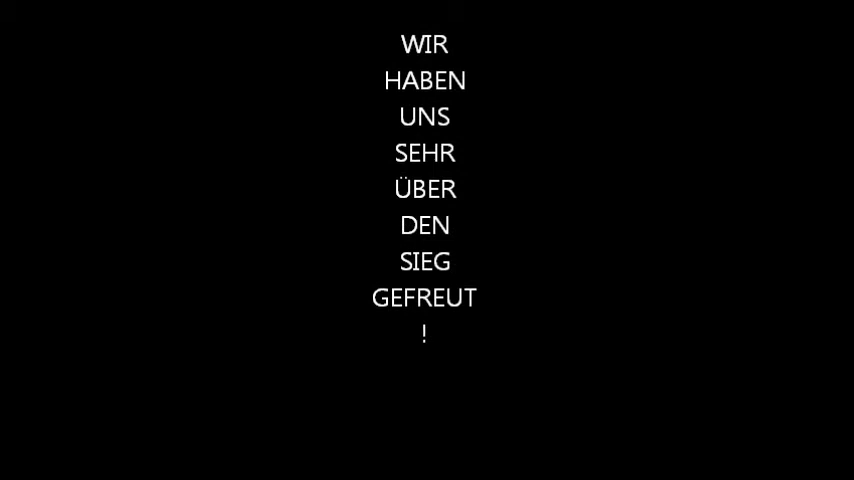 WIR
HABEN
UNS
SEHR
ÜBER
DEN
SIEG
GEFREUT
!